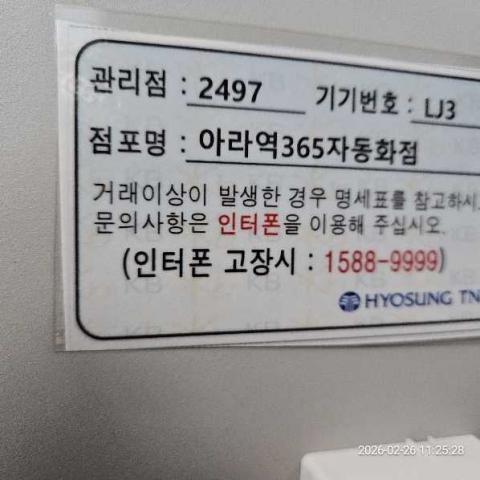 관리점 : 2497 기기번호 : LJ3
점포명 : 아라역365자동화점
거래이상이 발생한 경우 명세표를 참고하시
문의사항은 인터폰을 이용해 주십시오.
(인터폰 고장시 : 1588-9999)
HYOSUNG TN
KB
2026-02-26 11:25:28